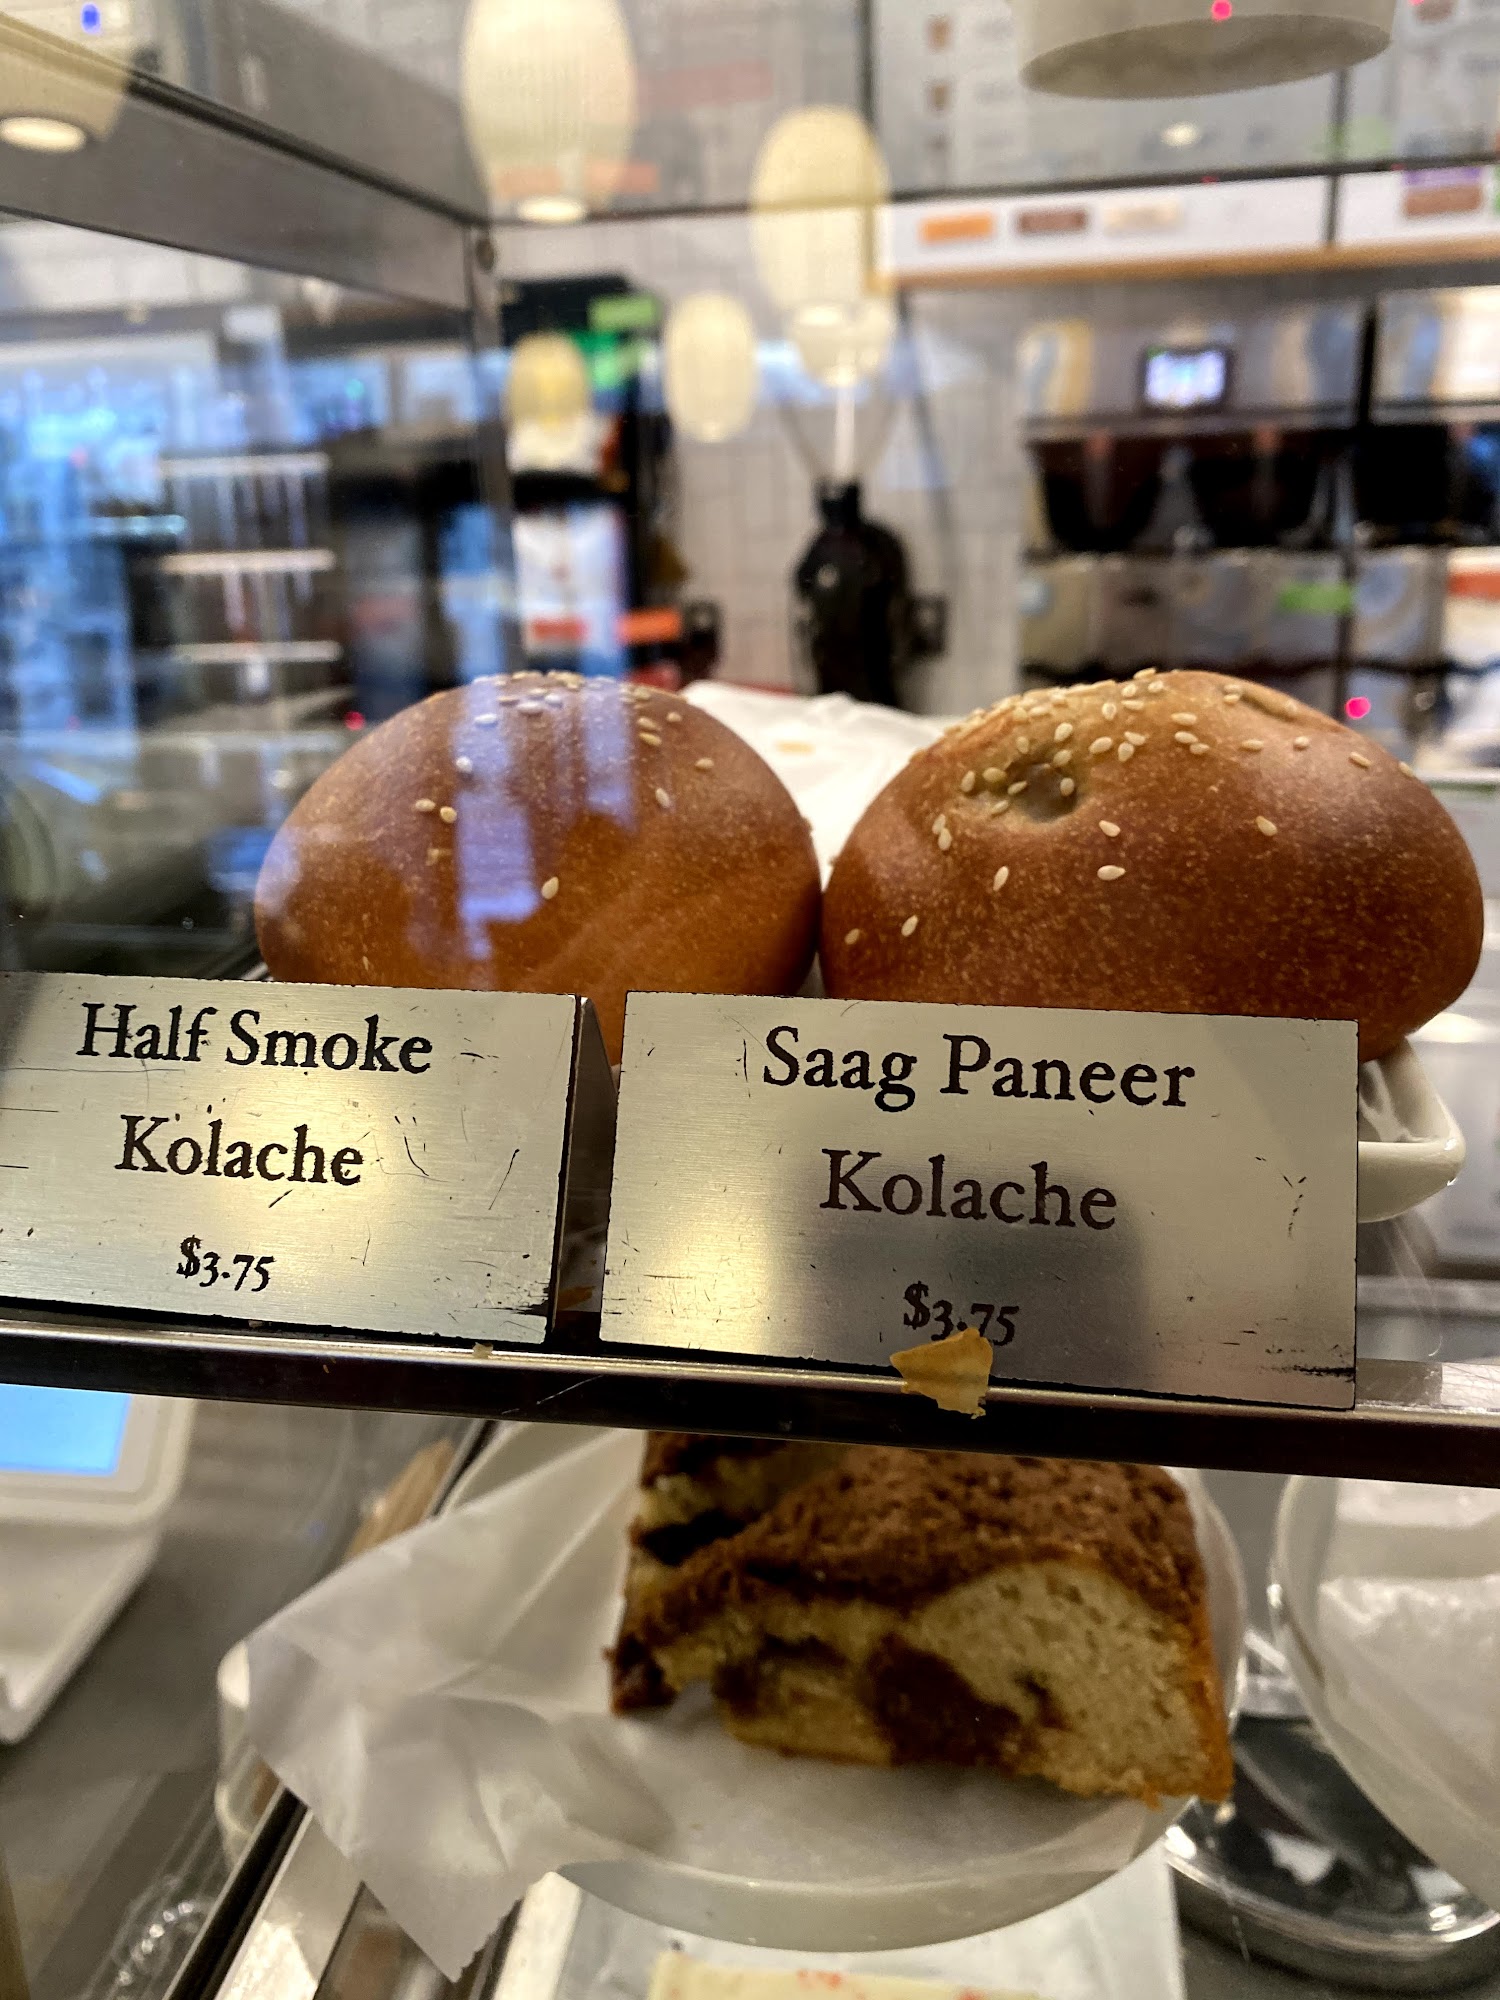 Half Smoke
Kolache
$3.75
Saag Paneer
Kolache
$3.75